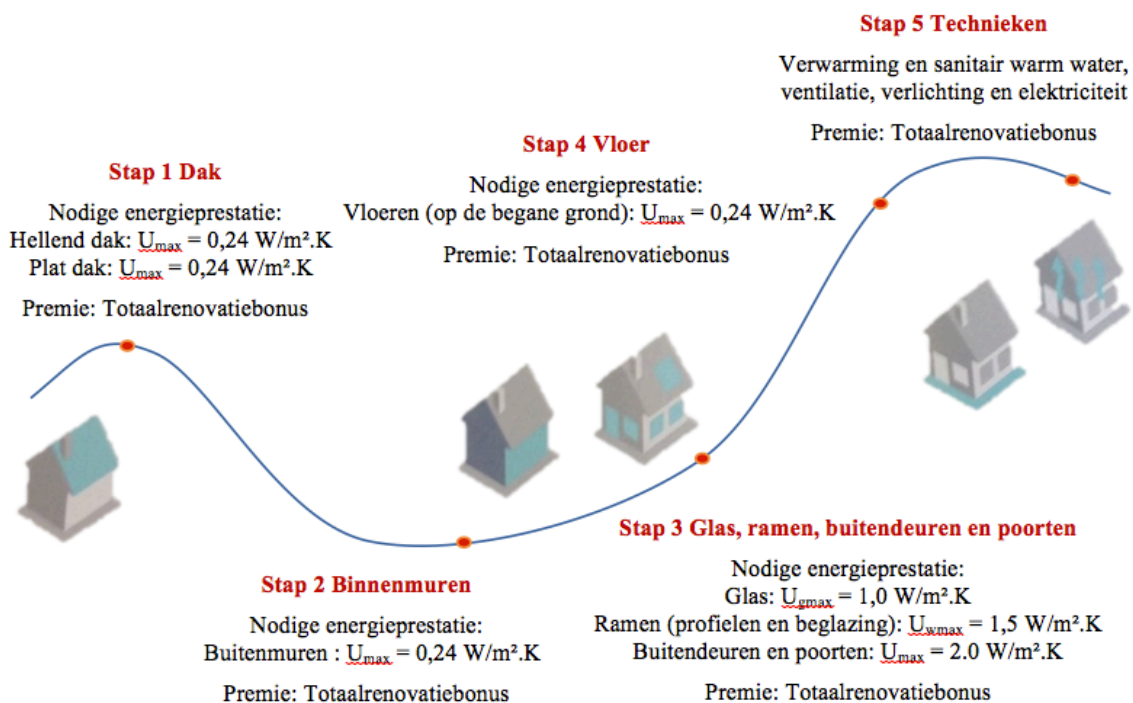 Stap 1 Dak
Nodige energieprestatie:
Hellend dak: Umax = 0,24 W/m².K
Plat dak: Umax = 0,24 W/m².K
Premie: Totaalrenovatiebonus
Stap 2 Binnenmuren
Nodige energieprestatie:
Buitenmuren : Umax = 0,24 W/m².K
Premie: Totaalrenovatiebonus
Stap 3 Glas, ramen, buitendeuren en poorten
Nodige energieprestatie:
Glas: Ugmax = 1,0 W/m².K
Ramen (profielen en beglazing): Uwmax = 1,5 W/m².K
Buitendeuren en poorten: Umax = 2.0 W/m².K
Premie: Totaalrenovatiebonus
Stap 4 Vloer
Nodige energieprestatie:
Vloeren (op de begane grond): Umax = 0,24 W/m².K
Premie: Totaalrenovatiebonus
Stap 5 Technieken
Verwarming en sanitair warm water,
ventilatie, verlichting en elektriciteit
Premie: Totaalrenovatiebonus